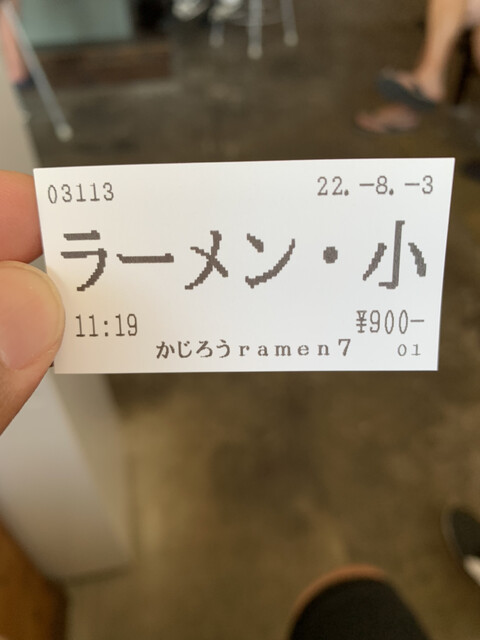 03113 22.-8.-3
ラーメン・小
11:19 ¥900-
かじろうramen7 01